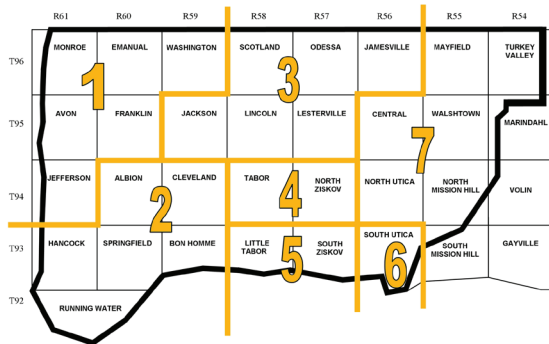 R61 R60 R59 R58 R57 R56 R55 R54
T96
MONROE EMANUAL WASHINGTON SCOTLAND ODESSA JAMESVILLE MAYFIELD TURKEY
VALLEY
1 3
T95
AVON FRANKLIN JACKSON LINCOLN LESTERVILLE CENTRAL WALSHTOWN MARINDAHL
7
T94
JEFFERSON ALBION CLEVELAND TABOR NORTH
ZISKOV NORTH UTICA NORTH
MISSION HILL VOLIN
2 4
T93
HANCOCK SPRINGFIELD BON HOMME LITTLE
TABOR SOUTH
ZISKOV SOUTH UTICA SOUTH
MISSION HILL GAYVILLE
5 6
T92
RUNNING WATER